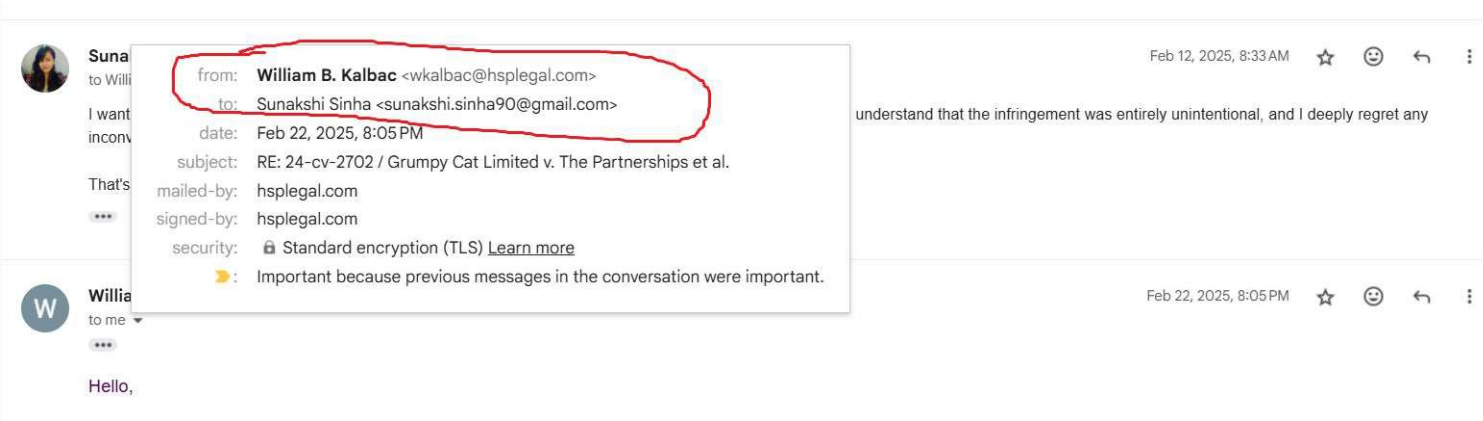 Suna
Feb 12, 2025, 8:33 AM
to Willi
I want
understand that the infringement was entirely unintentional, and I deeply regret any
inconv
That's
from: William B. Kalbac <wkalbac@hsplegal.com>
to: Sunakshi Sinha <sunakshi.sinha90@gmail.com>
date: Feb 22, 2025, 8:05 PM
subject: RE: 24-cv-2702 / Grumpy Cat Limited v. The Partnerships et al.
mailed-by: hsplegal.com
signed-by: hsplegal.com
security: Standard encryption (TLS) Learn more
: Important because previous messages in the conversation were important.
W
Willia
Feb 22, 2025, 8:05 PM
to me
Hello,